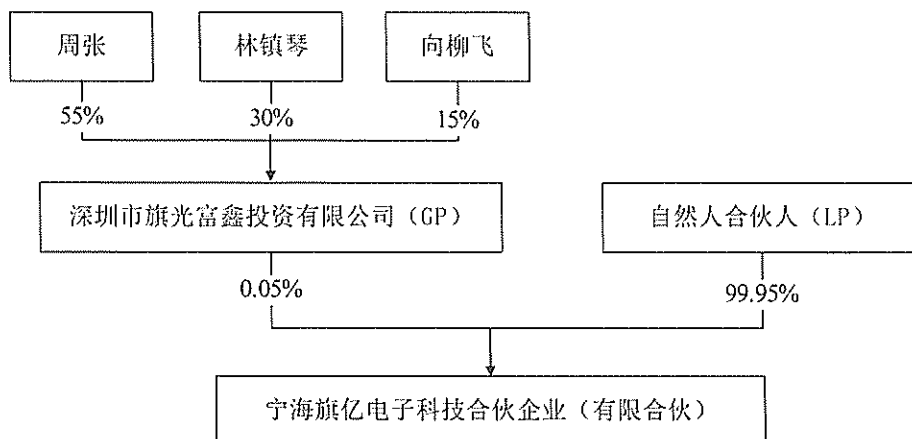 周张
林镇琴
向柳飞
55%
30%
15%
深圳市旗光富鑫投资有限公司（GP）
自然人合伙人（LP）
0.05%
99.95%
宁海旗亿电子科技合伙企业（有限合伙）